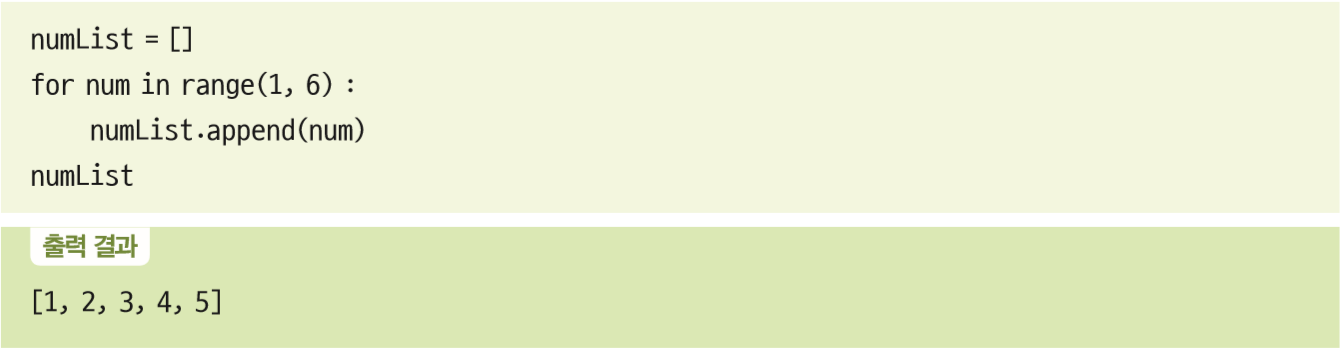 numList = []
for num in range(1, 6) :
    numList.append(num)
numList
출력 결과
[1, 2, 3, 4, 5]